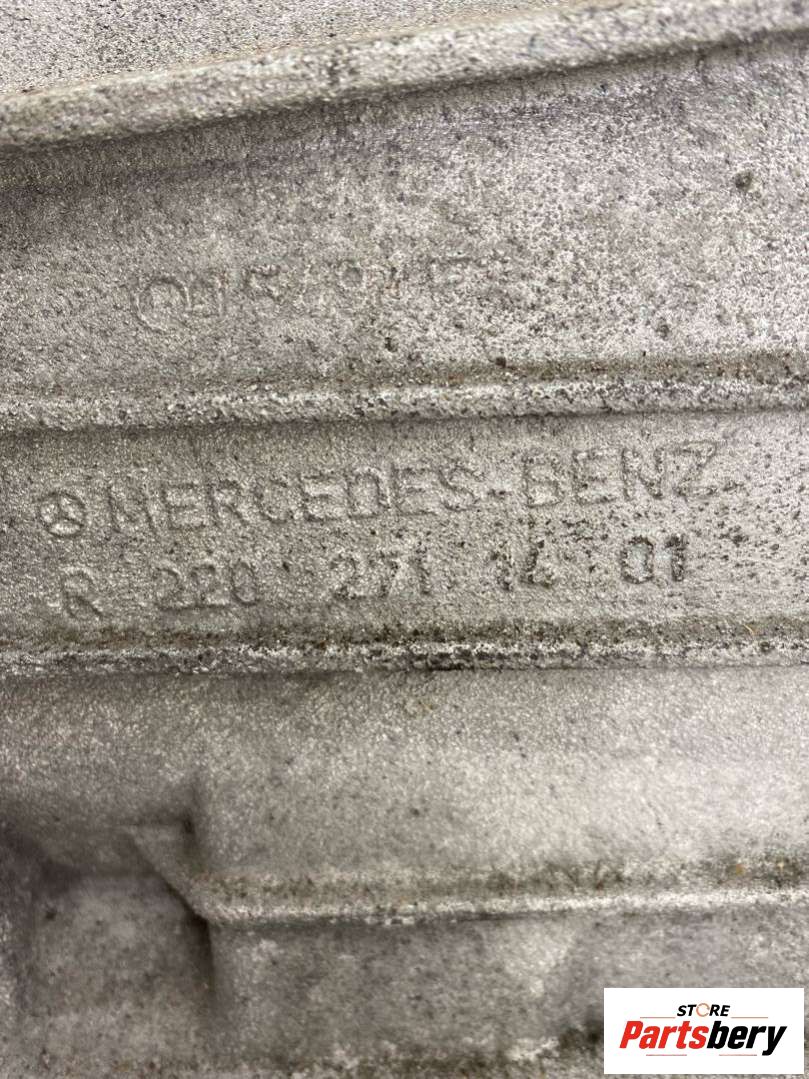 MERCEDES-BENZ
R 220 271 14 01
STORE
Partsbery